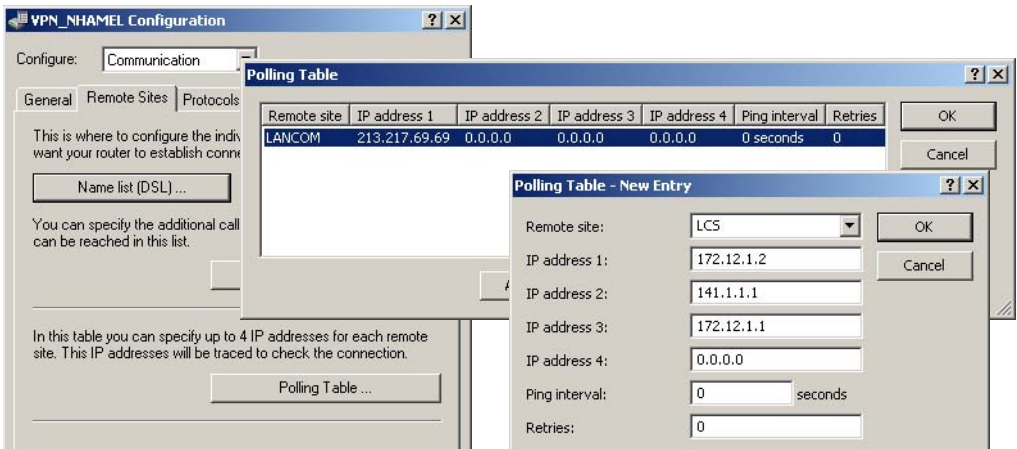 VPN_NHAMEL Configuration
Configure: Communication
General Remote Sites Protocols
This is where to configure the indiv
want your router to establish conne
Name list (DSL) ...
You can specify the additional call
can be reached in this list.
In this table you can specify up to 4 IP addresses for each remote
site. This IP addresses will be traced to check the connection.
Polling Table ...
Polling Table
Remote site IP address 1 IP address 2 IP address 3 IP address 4 Ping interval Retries
LANCOM 213.217.69.69 0.0.0.0 0.0.0.0 0.0.0.0 0 seconds 0
OK
Cancel
Polling Table - New Entry
Remote site: LCS
IP address 1: 172.12.1.2
IP address 2: 141.1.1.1
IP address 3: 172.12.1.1
IP address 4: 0.0.0.0
Ping interval: 0 seconds
Retries: 0
OK
Cancel